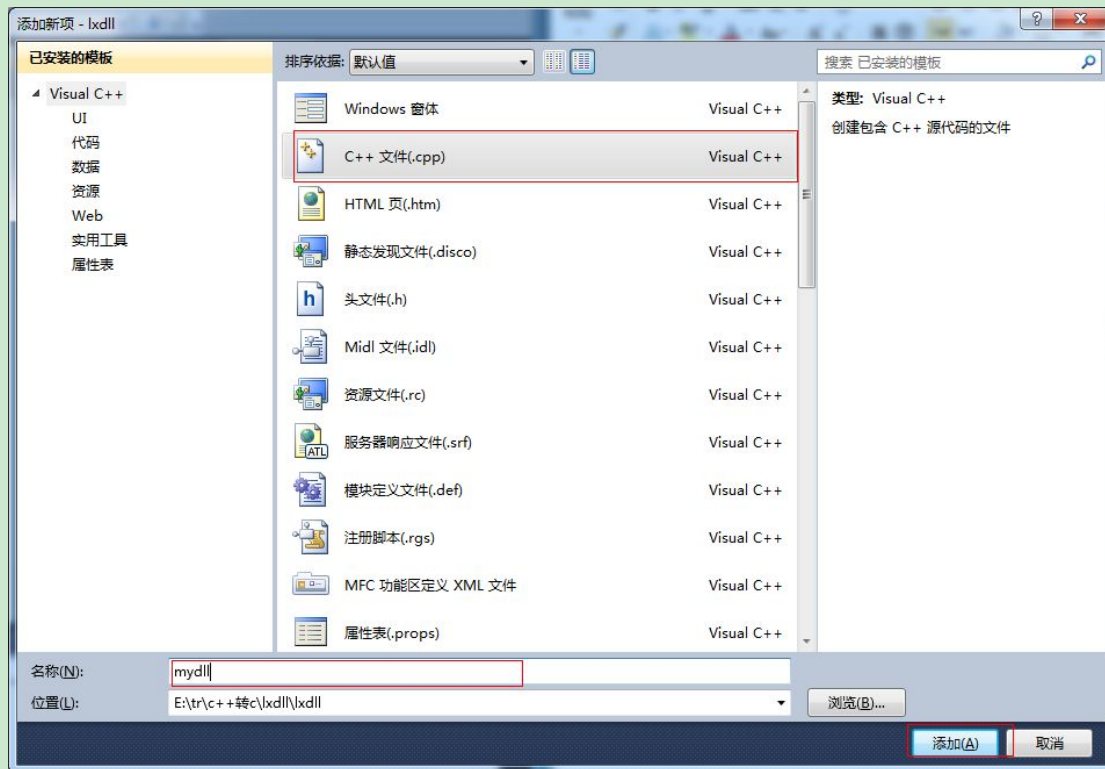 添加新项 - lxdll
已安装的模板
Visual C++
UI
代码
数据
资源
Web
实用工具
属性表
排序依据: 默认值
搜索 已安装的模板
Windows 窗体 Visual C++
C++ 文件(.cpp) Visual C++
HTML 页(.htm) Visual C++
静态发现文件(.disco) Visual C++
h
头文件(.h) Visual C++
Midl 文件(.idl) Visual C++
资源文件(.rc) Visual C++
ATL
服务器响应文件(.srf) Visual C++
模块定义文件(.def) Visual C++
注册脚本(.rgs) Visual C++
MFC 功能区定义 XML 文件 Visual C++
属性表(.props) Visual C++
类型: Visual C++
创建包含 C++ 源代码的文件
名称(N): mydll
位置(L): E:\tr\c++转c\lxdll\lxdll
浏览(B)...
添加(A) 取消